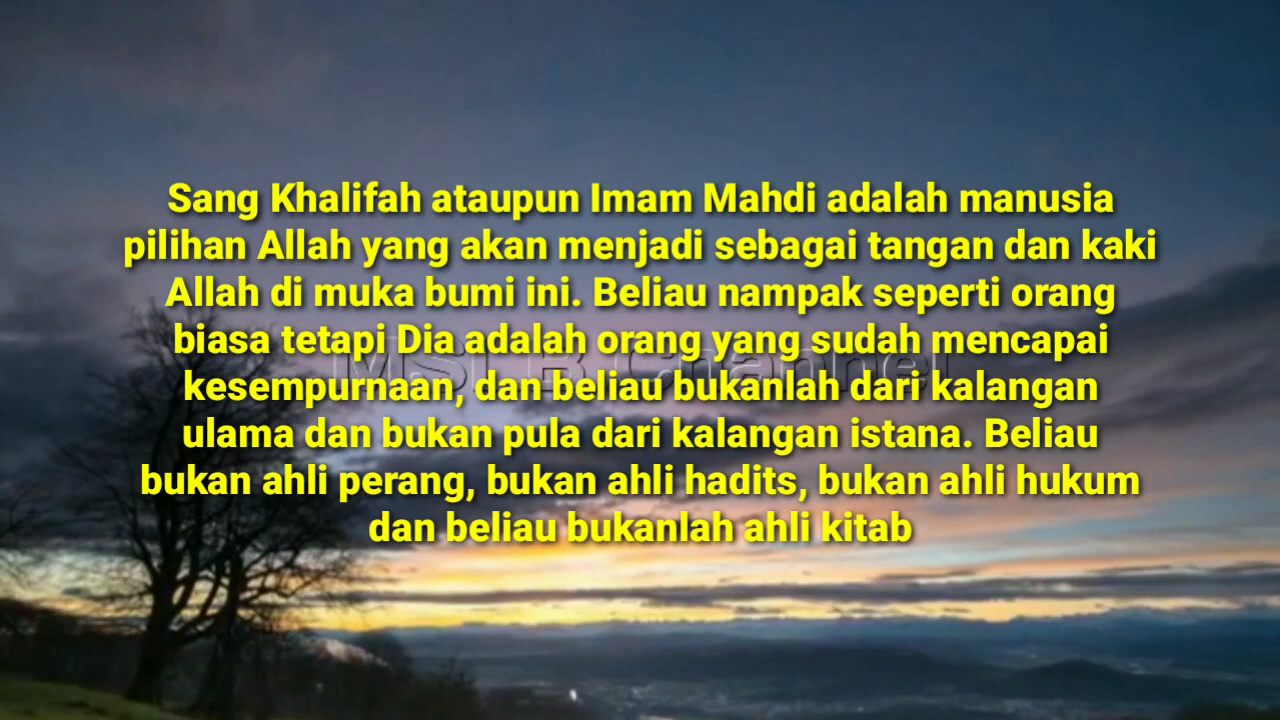 Sang Khalifah ataupun Imam Mahdi adalah manusia
pilihan Allah yang akan menjadi sebagai tangan dan kaki
Allah di muka bumi ini. Beliau nampak seperti orang
biasa tetapi Dia adalah orang yang sudah mencapai
kesempurnaan, dan beliau bukanlah dari kalangan
ulama dan bukan pula dari kalangan istana. Beliau
bukan ahli perang, bukan ahli hadits, bukan ahli hukum
dan beliau bukanlah ahli kitab
Channel